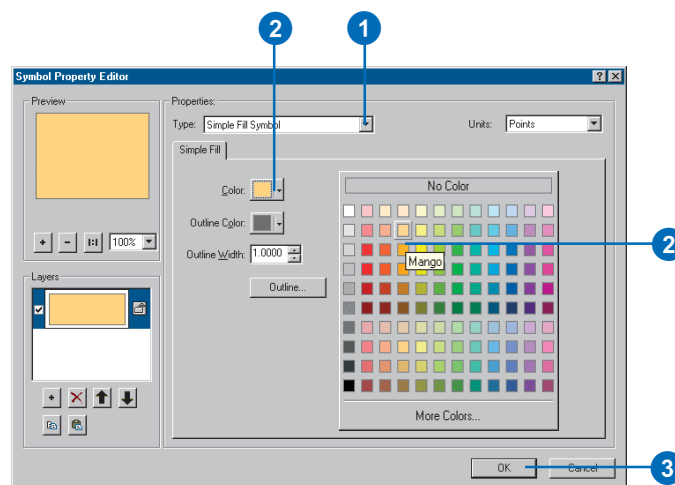 2
1
Symbol Property Editor
? X
Preview
Properties:
Type: Simple Fill Symbol
Units: Points
Simple Fill
Color:
No Color
Outline Color:
+ - 1:1 100%
2
Outline Width: 1.0000
Mango
Layers
Outline...
More Colors...
OK
Cancel
3